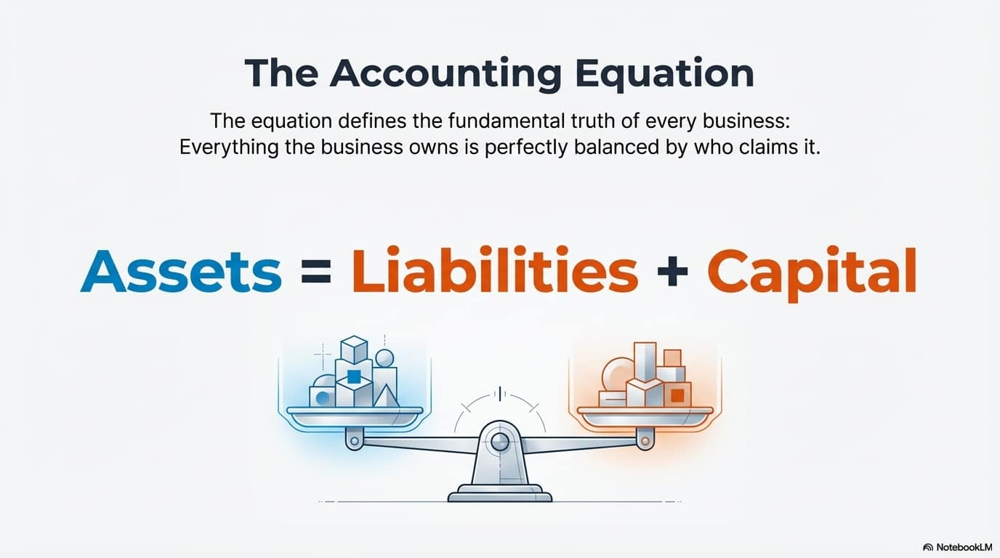 The Accounting Equation
The equation defines the fundamental truth of every business:
Everything the business owns is perfectly balanced by who claims it.
Assets = Liabilities + Capital
NotebookLM